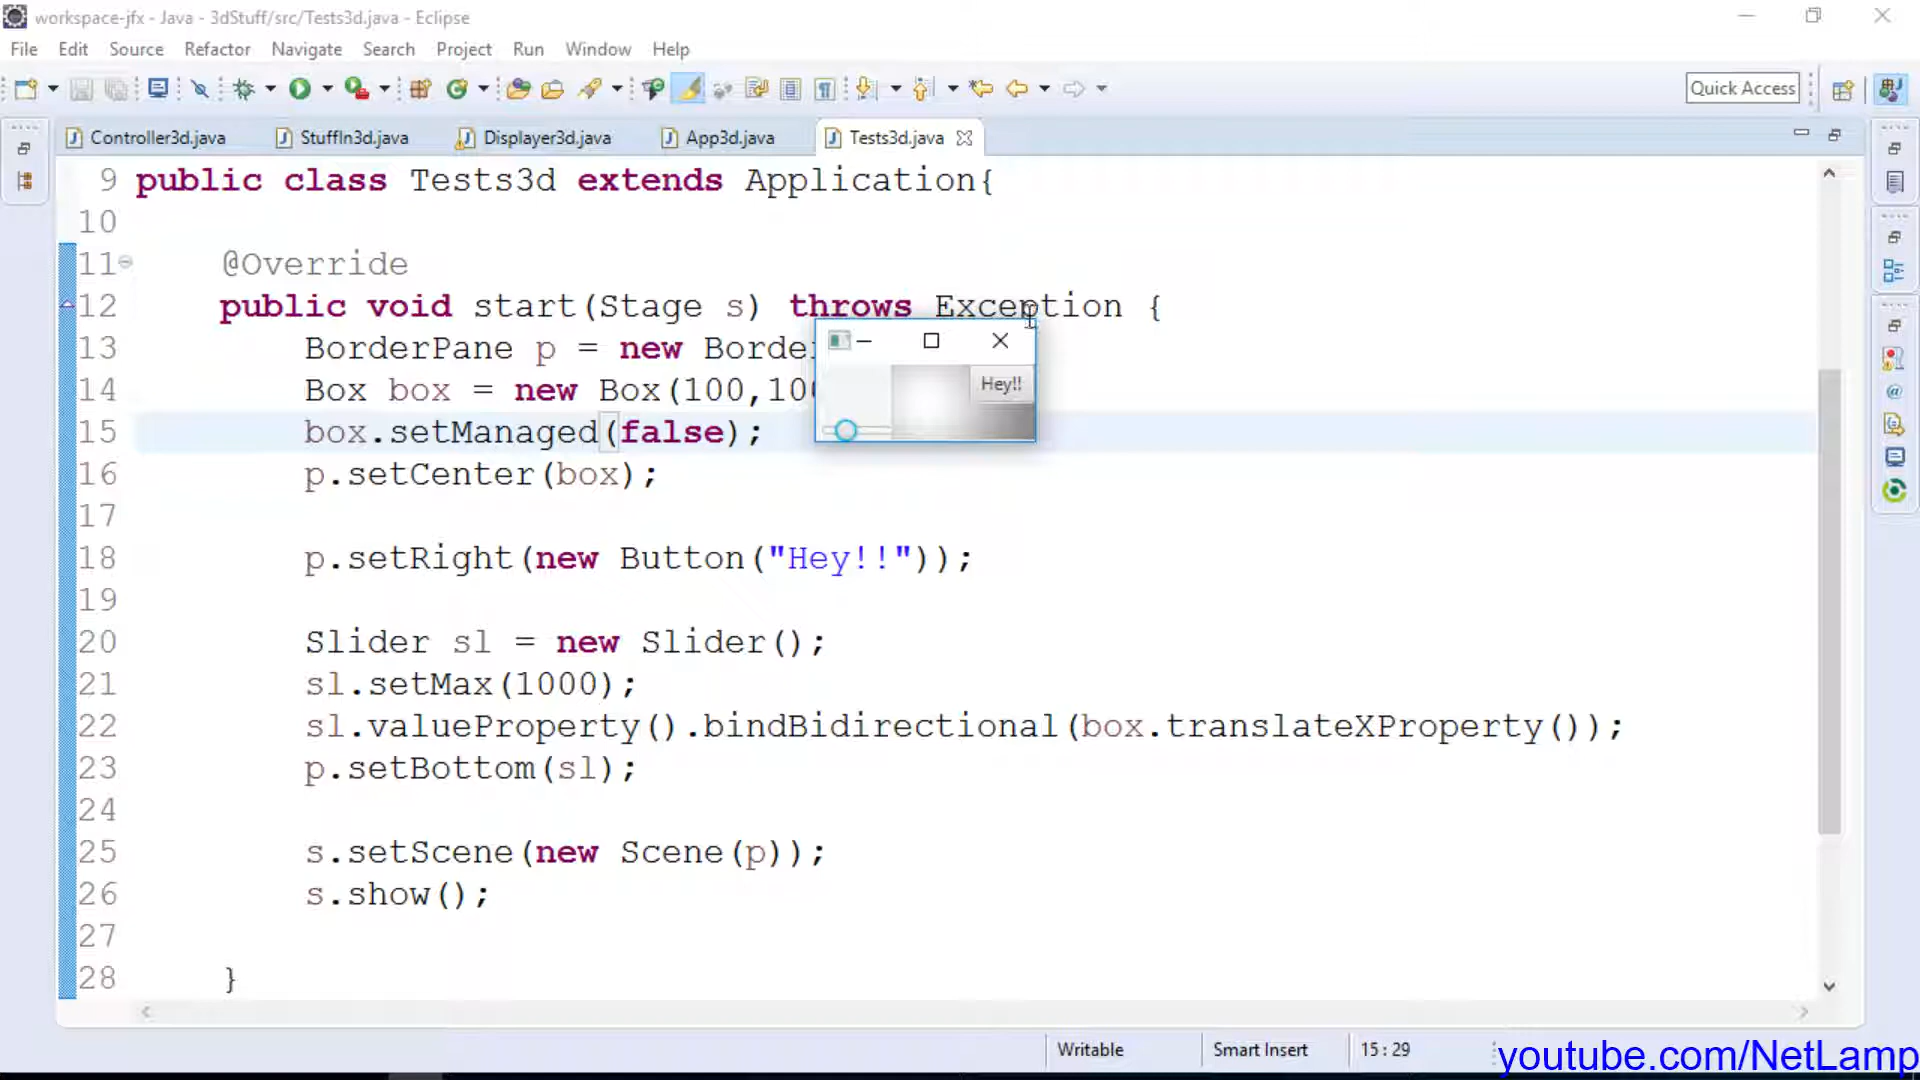 workspace-jfx - Java - 3dStuff/src/Tests3d.java - Eclipse
File Edit Source Refactor Navigate Search Project Run Window Help
Quick Access
Controller3d.java StuffIn3d.java Displayer3d.java App3d.java Tests3d.java
9 public class Tests3d extends Application{
10
11 @Override
12 public void start(Stage s) throws Exception {
13 BorderPane p = new Border
14 Box box = new Box(100,10
Hey!!
15 box.setManaged(false);
16 p.setCenter(box);
17
18 p.setRight(new Button("Hey!!"));
19
20 Slider sl = new Slider();
21 sl.setMax(1000);
22 sl.valueProperty().bindBidirectional(box.translateXProperty());
23 p.setBottom(sl);
24
25 s.setScene(new Scene(p));
26 s.show();
27
28 }
Writable Smart Insert 15 : 29
youtube.com/NetLamp